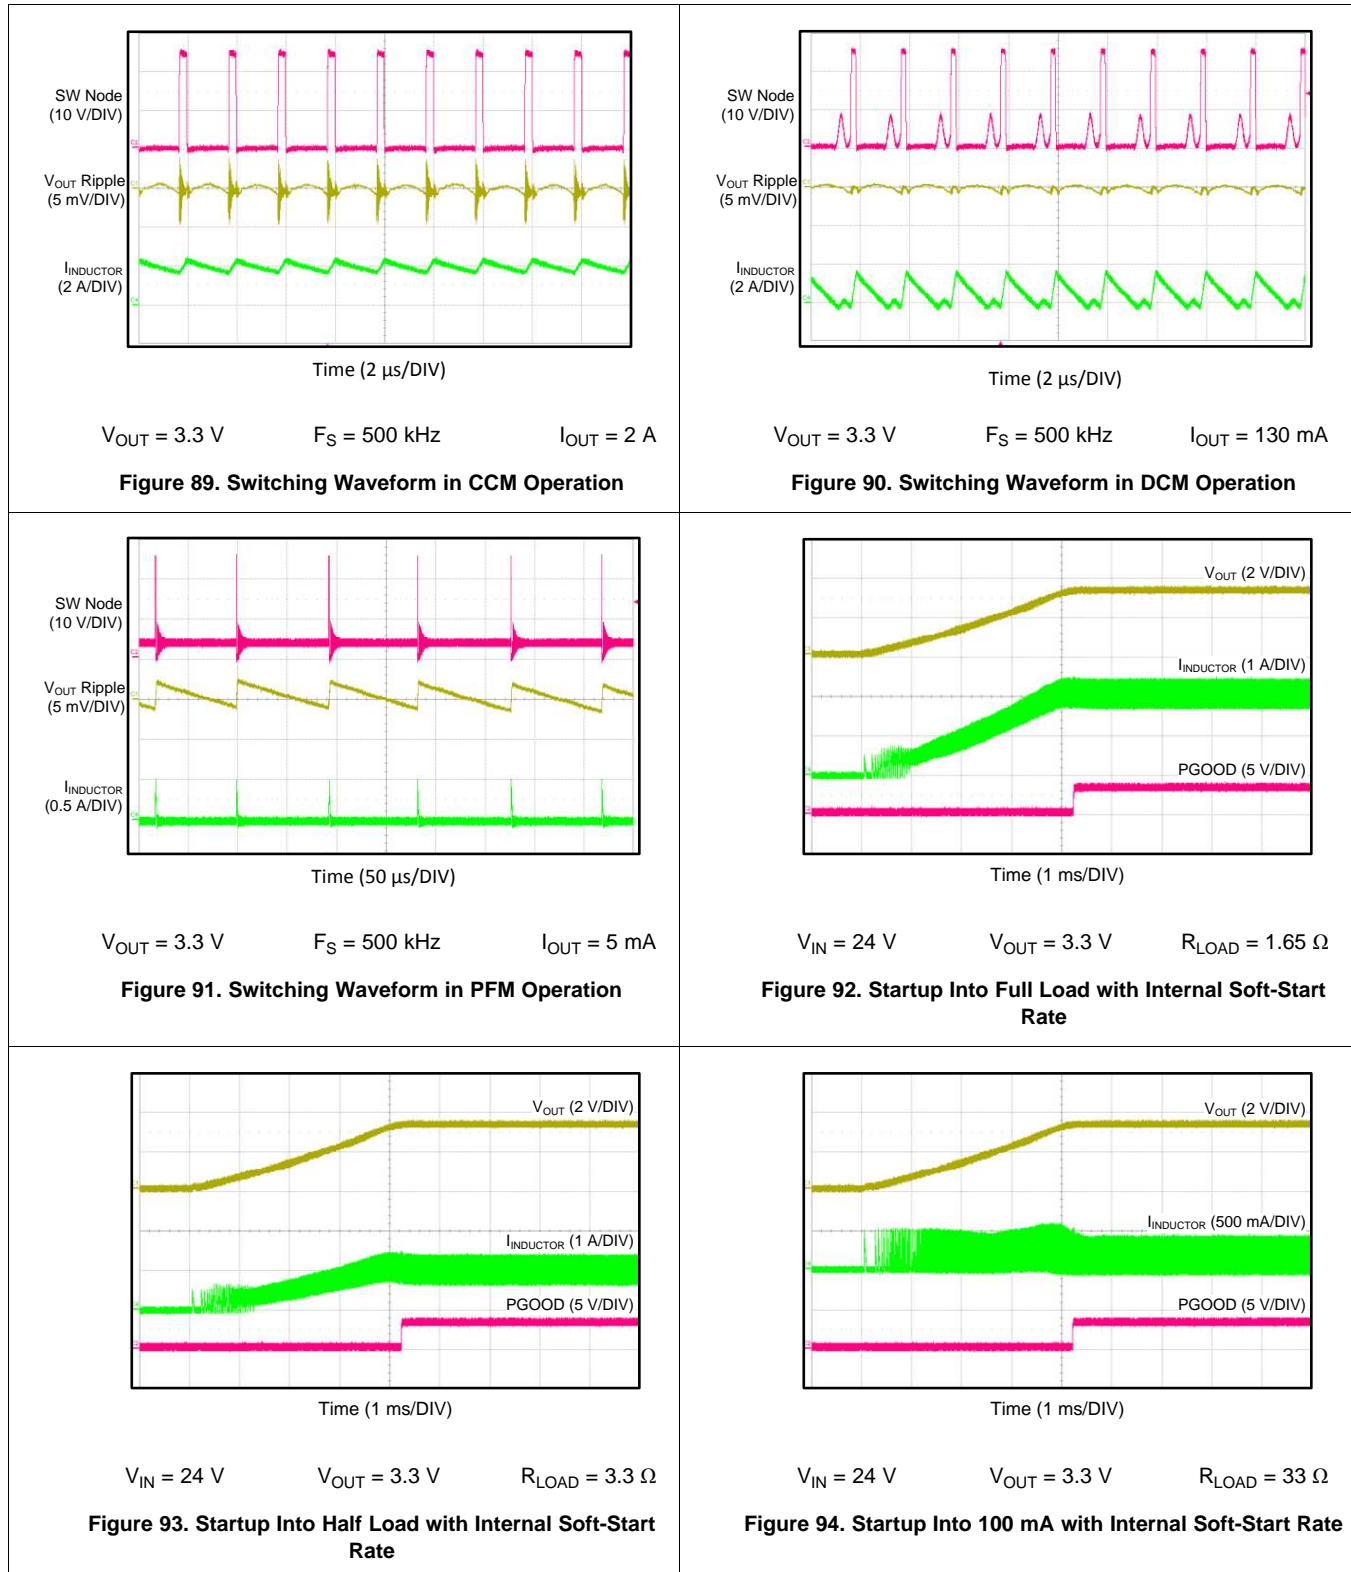 SW Node
(10 V/DIV)
VOUT Ripple
(5 mV/DIV)
IINDUCTOR
(2 A/DIV)
Time (2 µs/DIV)
VOUT = 3.3 V FS = 500 kHz IOUT = 2 A
Figure 89. Switching Waveform in CCM Operation
SW Node
(10 V/DIV)
VOUT Ripple
(5 mV/DIV)
IINDUCTOR
(2 A/DIV)
Time (2 µs/DIV)
VOUT = 3.3 V FS = 500 kHz IOUT = 130 mA
Figure 90. Switching Waveform in DCM Operation
SW Node
(10 V/DIV)
VOUT Ripple
(5 mV/DIV)
IINDUCTOR
(0.5 A/DIV)
Time (50 µs/DIV)
VOUT = 3.3 V FS = 500 kHz IOUT = 5 mA
Figure 91. Switching Waveform in PFM Operation
VOUT (2 V/DIV)
IINDUCTOR (1 A/DIV)
PGOOD (5 V/DIV)
Time (1 ms/DIV)
VIN = 24 V VOUT = 3.3 V RLOAD = 1.65 Ω
Figure 92. Startup Into Full Load with Internal Soft-Start
Rate
VOUT (2 V/DIV)
IINDUCTOR (1 A/DIV)
PGOOD (5 V/DIV)
Time (1 ms/DIV)
VIN = 24 V VOUT = 3.3 V RLOAD = 3.3 Ω
Figure 93. Startup Into Half Load with Internal Soft-Start
Rate
VOUT (2 V/DIV)
IINDUCTOR (500 mA/DIV)
PGOOD (5 V/DIV)
Time (1 ms/DIV)
VIN = 24 V VOUT = 3.3 V RLOAD = 33 Ω
Figure 94. Startup Into 100 mA with Internal Soft-Start Rate